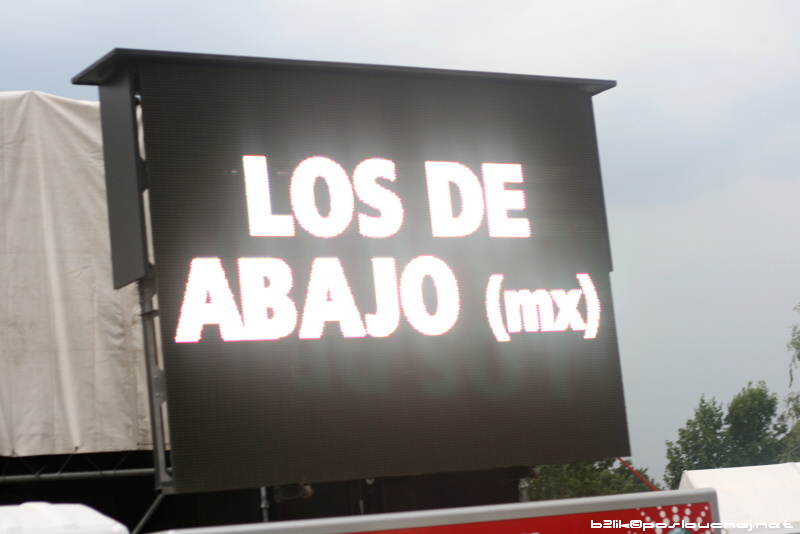 LOS DE
ABAJO (mx)
b2lik@poslouchej.net